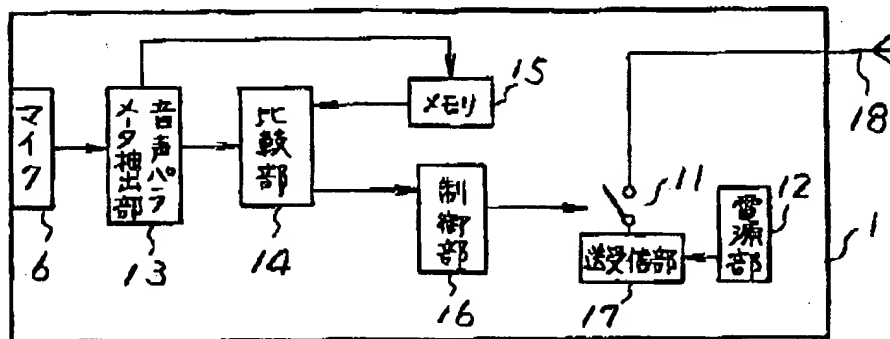 マイク
6
音声パラ
メータ抽出部
13
比較部
14
メモリ
15
制御部
16
11
送受信部
17
電源部
12
18
1